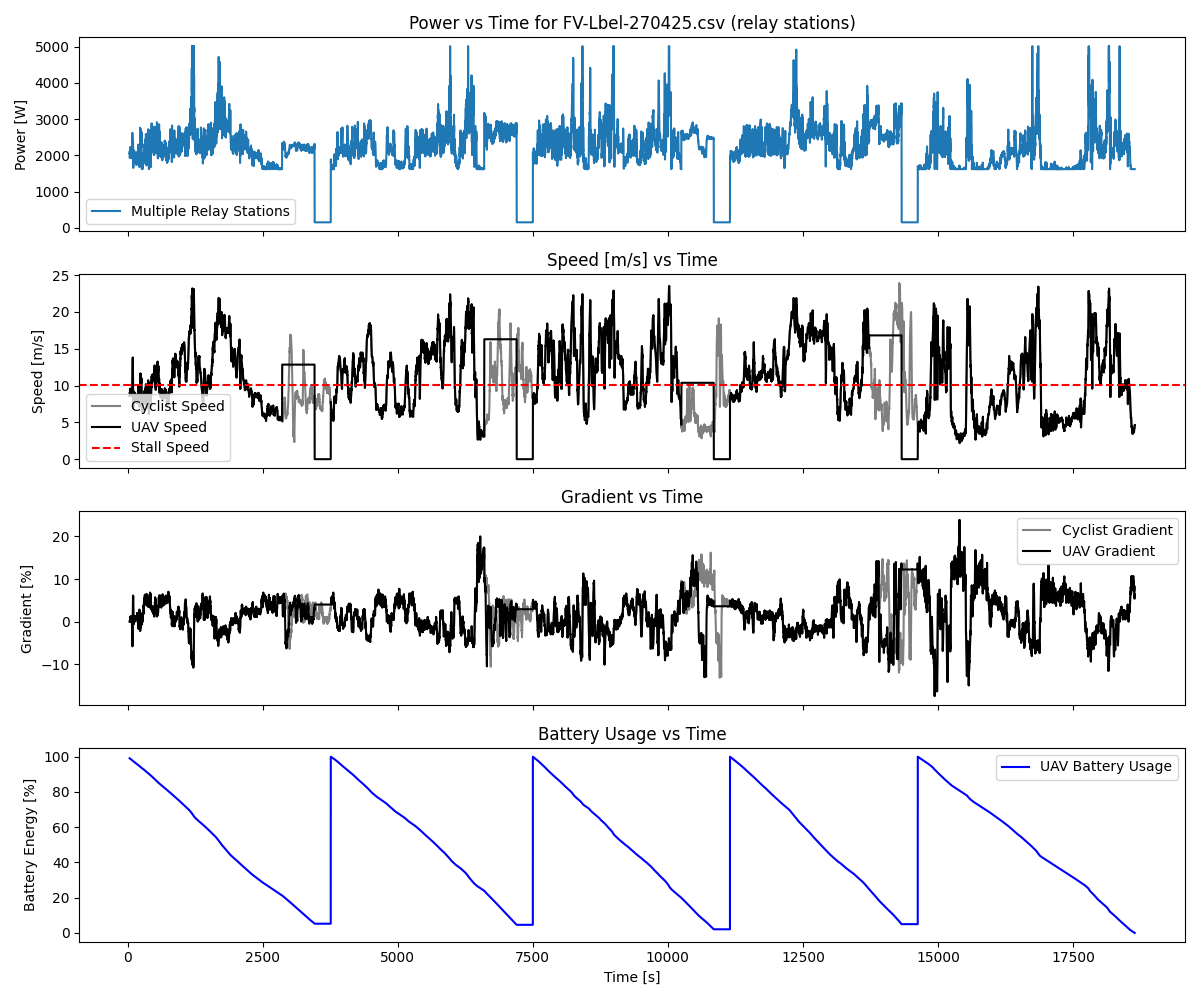 Power vs Time for FV-Lbel-270425.csv (relay stations)
5000
4000
3000
2000
1000
0
Power [W]
Multiple Relay Stations
Speed [m/s] vs Time
25
20
15
10
5
0
Speed [m/s]
Cyclist Speed
UAV Speed
Stall Speed
Gradient vs Time
20
10
0
−10
Gradient [%]
Cyclist Gradient
UAV Gradient
Battery Usage vs Time
100
80
60
40
20
0
Battery Energy [%]
UAV Battery Usage
0 2500 5000 7500 10000 12500 15000 17500
Time [s]